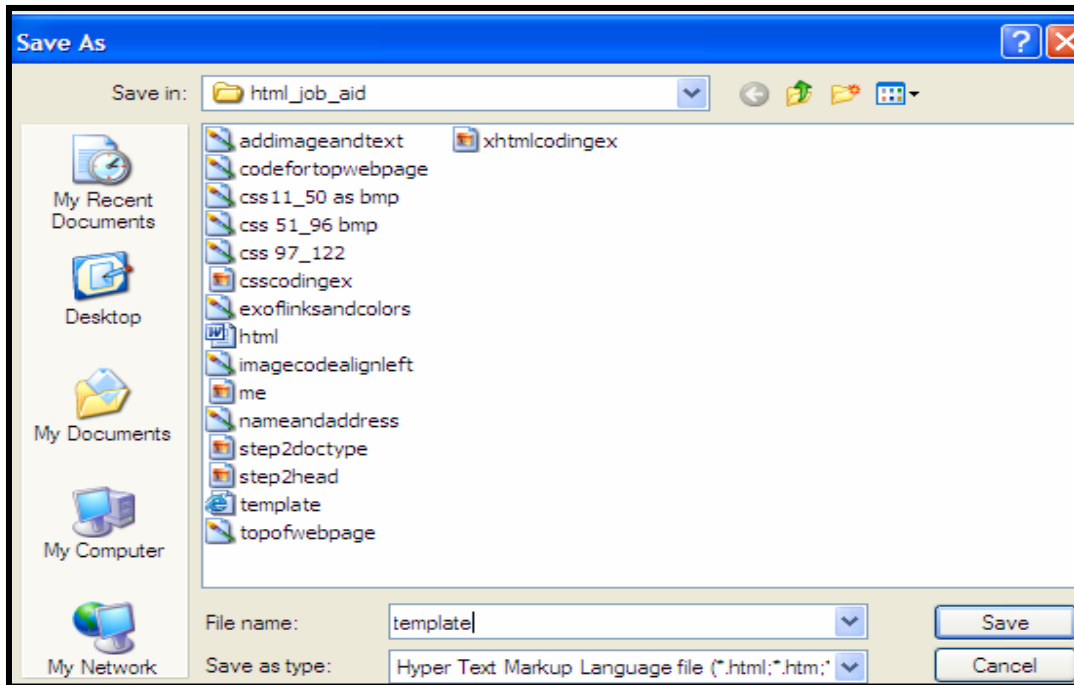 Save As
Save in: html_job_aid
My Recent
Documents
Desktop
My Documents
My Computer
My Network
addimageandtext
codefortopwebpage
css11_50 as bmp
css 51_96 bmp
css 97_122
csscodingex
exoflinksandcolors
html
imagecodealignleft
me
nameandaddress
step2doctype
step2head
template
topofwebpage
xhtmlcodingex
File name: template
Save
Save as type: Hyper Text Markup Language file (*.html;*.htm;*
Cancel